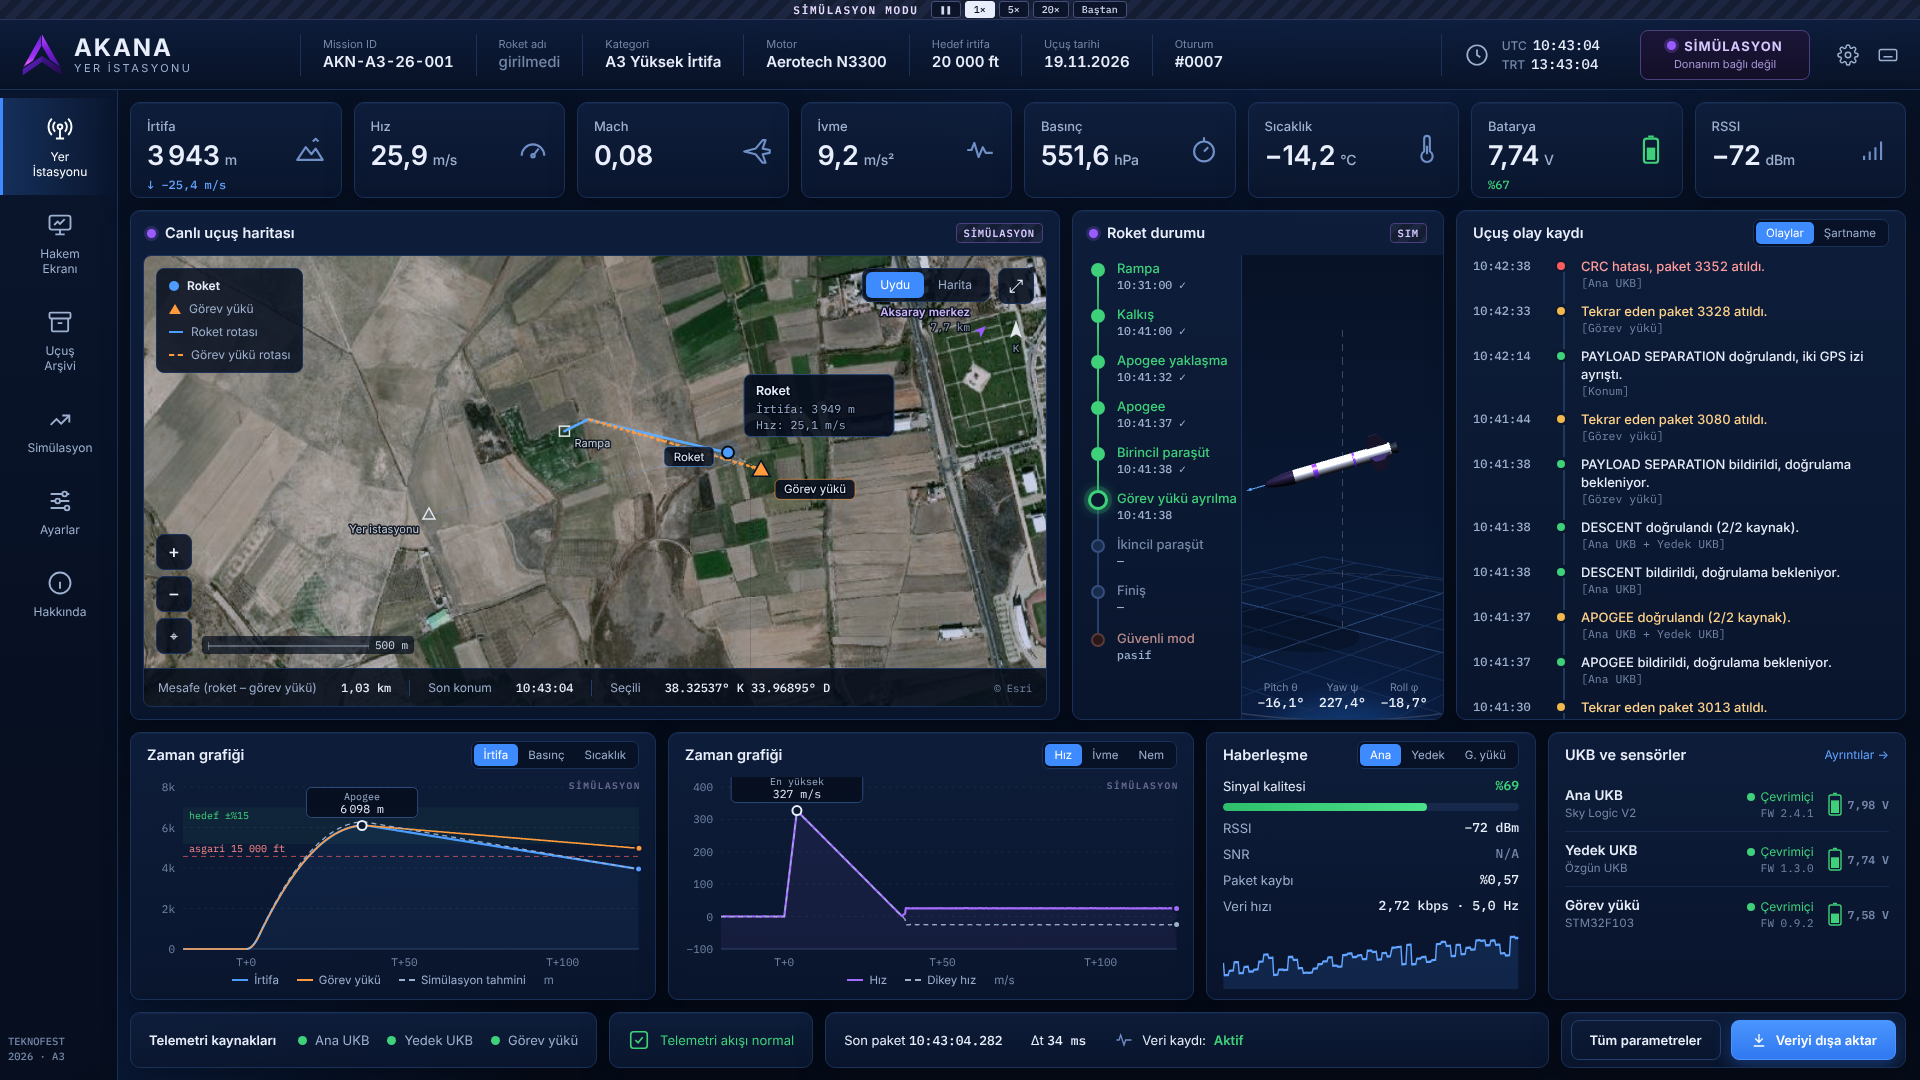 SİMÜLASYON MODU 1× 5× 20× Baştan
AKANA
YER İSTASYONU
Mission ID
AKN-A3-26-001
Roket adı
girilmedi
Kategori
A3 Yüksek İrtifa
Motor
Aerotech N3300
Hedef irtifa
20 000 ft
Uçuş tarihi
19.11.2026
Oturum
#0007
UTC 10:43:04
TRT 13:43:04
SİMÜLASYON
Donanım bağlı değil
Yer
İstasyonu
Hakem
Ekranı
Uçuş
Arşivi
Simülasyon
Ayarlar
Hakkında
TEKNOFEST
2026 · A3
İrtifa
3 943 m
↓ −25,4 m/s
Hız
25,9 m/s
Mach
0,08
İvme
9,2 m/s²
Basınç
551,6 hPa
Sıcaklık
−14,2 °C
Batarya
7,74 V
%67
RSSI
−72 dBm
Canlı uçuş haritası
SİMÜLASYON
Roket
Görev yükü
Roket rotası
Görev yükü rotası
Uydu Harita
Aksaray merkez
7,7 km
K
Roket
İrtifa: 3 949 m
Hız: 25,1 m/s
Rampa
Roket
Görev yükü
Yer istasyonu
+
−
500 m
Mesafe (roket – görev yükü) 1,03 km Son konum 10:43:04 Seçili 38.32537° K 33.96895° D © Esri
Roket durumu
SIM
Rampa
10:31:00 ✓
Kalkış
10:41:00 ✓
Apogee yaklaşma
10:41:32 ✓
Apogee
10:41:37 ✓
Birincil paraşüt
10:41:38 ✓
Görev yükü ayrılma
10:41:38
İkincil paraşüt
—
Finiş
—
Güvenli mod
pasif
Pitch θ Yaw ψ Roll φ
−16,1° 227,4° −18,7°
Uçuş olay kaydı
Olaylar Şartname
10:42:38 CRC hatası, paket 3352 atıldı.
[Ana UKB]
10:42:33 Tekrar eden paket 3328 atıldı.
[Görev yükü]
10:42:14 PAYLOAD SEPARATION doğrulandı, iki GPS izi
ayrıştı.
[Konum]
10:41:44 Tekrar eden paket 3080 atıldı.
[Görev yükü]
10:41:38 PAYLOAD SEPARATION bildirildi, doğrulama
bekleniyor.
[Görev yükü]
10:41:38 DESCENT doğrulandı (2/2 kaynak).
[Ana UKB + Yedek UKB]
10:41:38 DESCENT bildirildi, doğrulama bekleniyor.
[Ana UKB]
10:41:37 APOGEE doğrulandı (2/2 kaynak).
[Ana UKB + Yedek UKB]
10:41:37 APOGEE bildirildi, doğrulama bekleniyor.
[Ana UKB]
10:41:30 Tekrar eden paket 3013 atıldı.
Zaman grafiği
İrtifa Basınç Sıcaklık
SİMÜLASYON
8k
6k
4k
2k
0
Apogee
6 098 m
hedef ±%15
asgari 15 000 ft
T+0 T+50 T+100
İrtifa Görev yükü Simülasyon tahmini m
Zaman grafiği
Hız İvme Nem
SİMÜLASYON
400
300
200
100
0
−100
En yüksek
327 m/s
T+0 T+50 T+100
Hız Dikey hız m/s
Haberleşme
Ana Yedek G. yükü
Sinyal kalitesi %69
RSSI −72 dBm
SNR N/A
Paket kaybı %0,57
Veri hızı 2,72 kbps · 5,0 Hz
UKB ve sensörler
Ayrıntılar →
Ana UKB
Sky Logic V2
Çevrimiçi
FW 2.4.1
7,98 V
Yedek UKB
Özgün UKB
Çevrimiçi
FW 1.3.0
7,74 V
Görev yükü
STM32F103
Çevrimiçi
FW 0.9.2
7,58 V
Telemetri kaynakları Ana UKB Yedek UKB Görev yükü
Telemetri akışı normal
Son paket 10:43:04.282 Δt 34 ms Veri kaydı: Aktif
Tüm parametreler
Veriyi dışa aktar